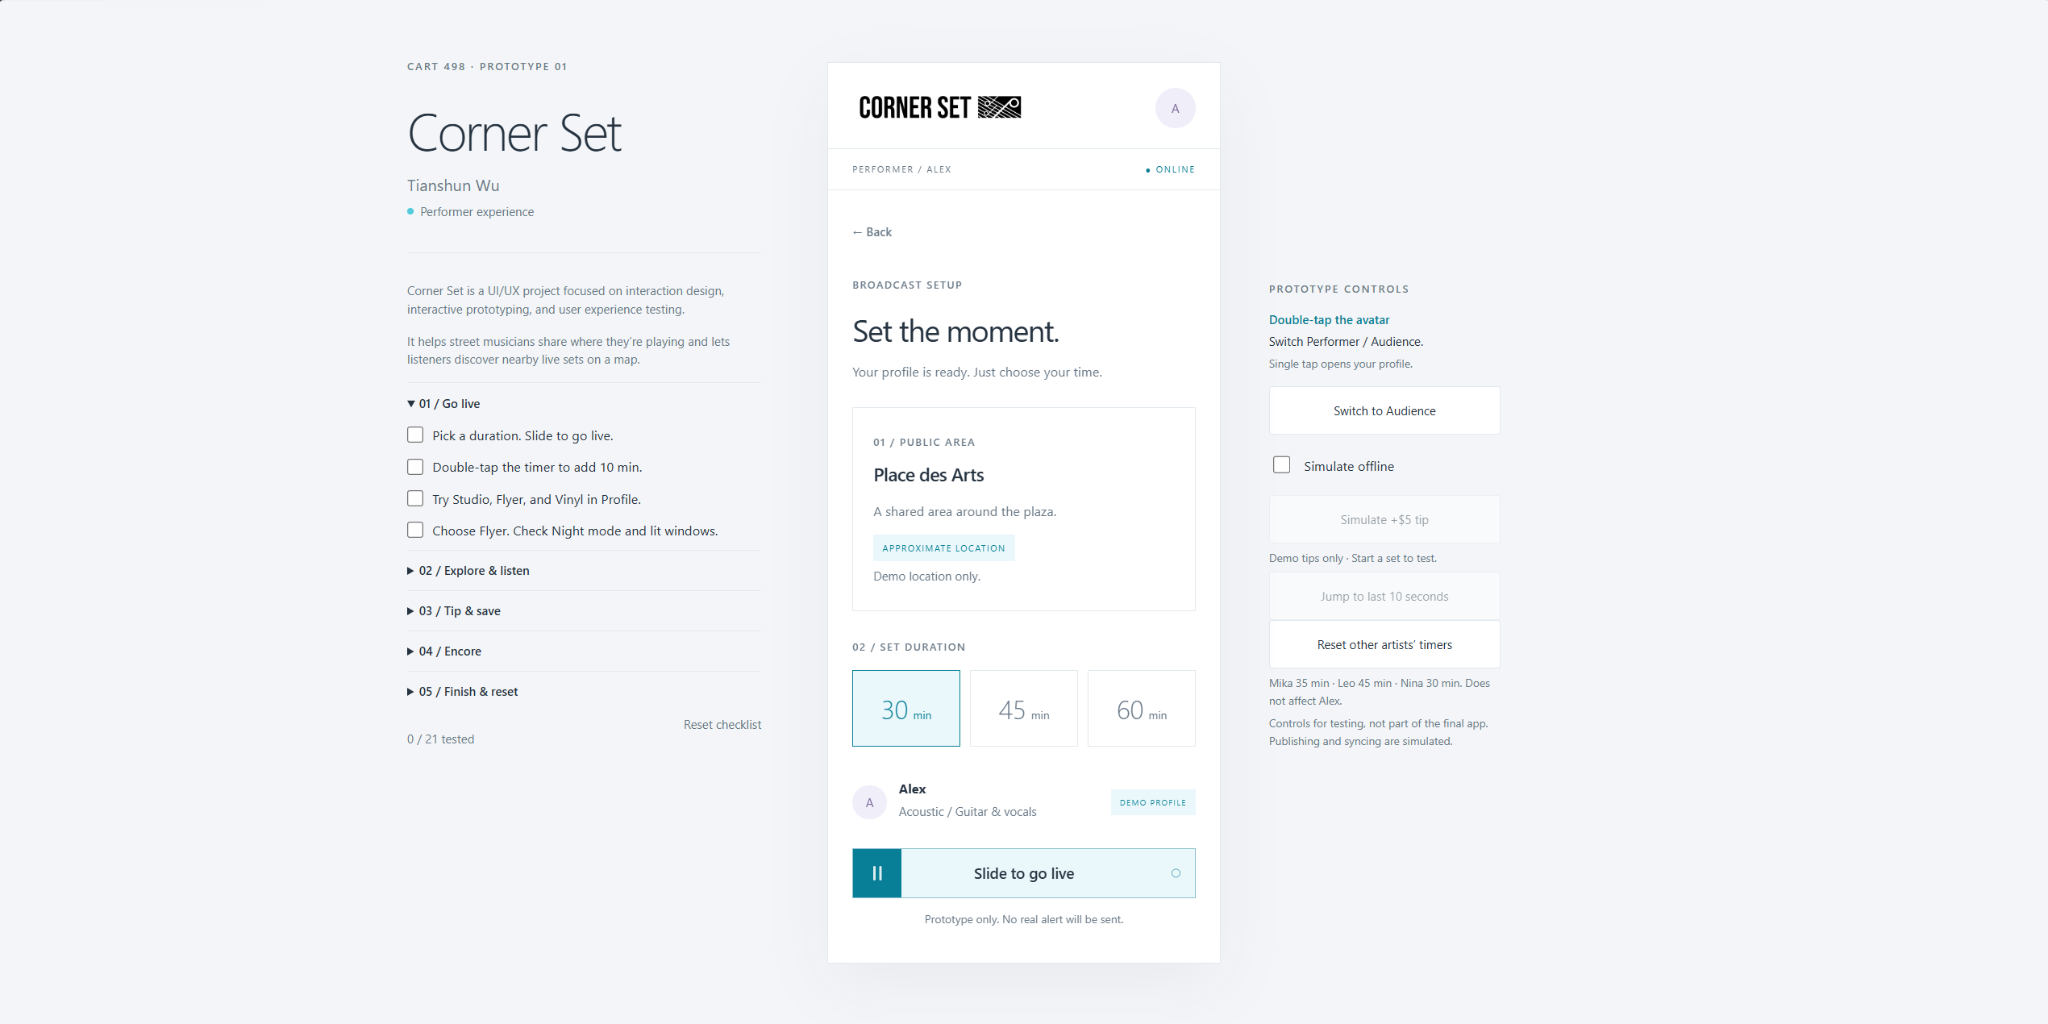 CART 498 · PROTOTYPE 01
Corner Set
Tianshun Wu
Performer experience
Corner Set is a UI/UX project focused on interaction design,
interactive prototyping, and user experience testing.
It helps street musicians share where they're playing and lets
listeners discover nearby live sets on a map.
01 / Go live
Pick a duration. Slide to go live.
Double-tap the timer to add 10 min.
Try Studio, Flyer, and Vinyl in Profile.
Choose Flyer. Check Night mode and lit windows.
02 / Explore & listen
03 / Tip & save
04 / Encore
05 / Finish & reset
Reset checklist
0 / 21 tested
CORNER SET
A
PERFORMER / ALEX
ONLINE
← Back
BROADCAST SETUP
Set the moment.
Your profile is ready. Just choose your time.
01 / PUBLIC AREA
Place des Arts
A shared area around the plaza.
APPROXIMATE LOCATION
Demo location only.
02 / SET DURATION
30 min
45 min
60 min
A
Alex
Acoustic / Guitar & vocals
DEMO PROFILE
Slide to go live
Prototype only. No real alert will be sent.
PROTOTYPE CONTROLS
Double-tap the avatar
Switch Performer / Audience.
Single tap opens your profile.
Switch to Audience
Simulate offline
Simulate +$5 tip
Demo tips only · Start a set to test.
Jump to last 10 seconds
Reset other artists' timers
Mika 35 min · Leo 45 min · Nina 30 min. Does
not affect Alex.
Controls for testing, not part of the final app.
Publishing and syncing are simulated.